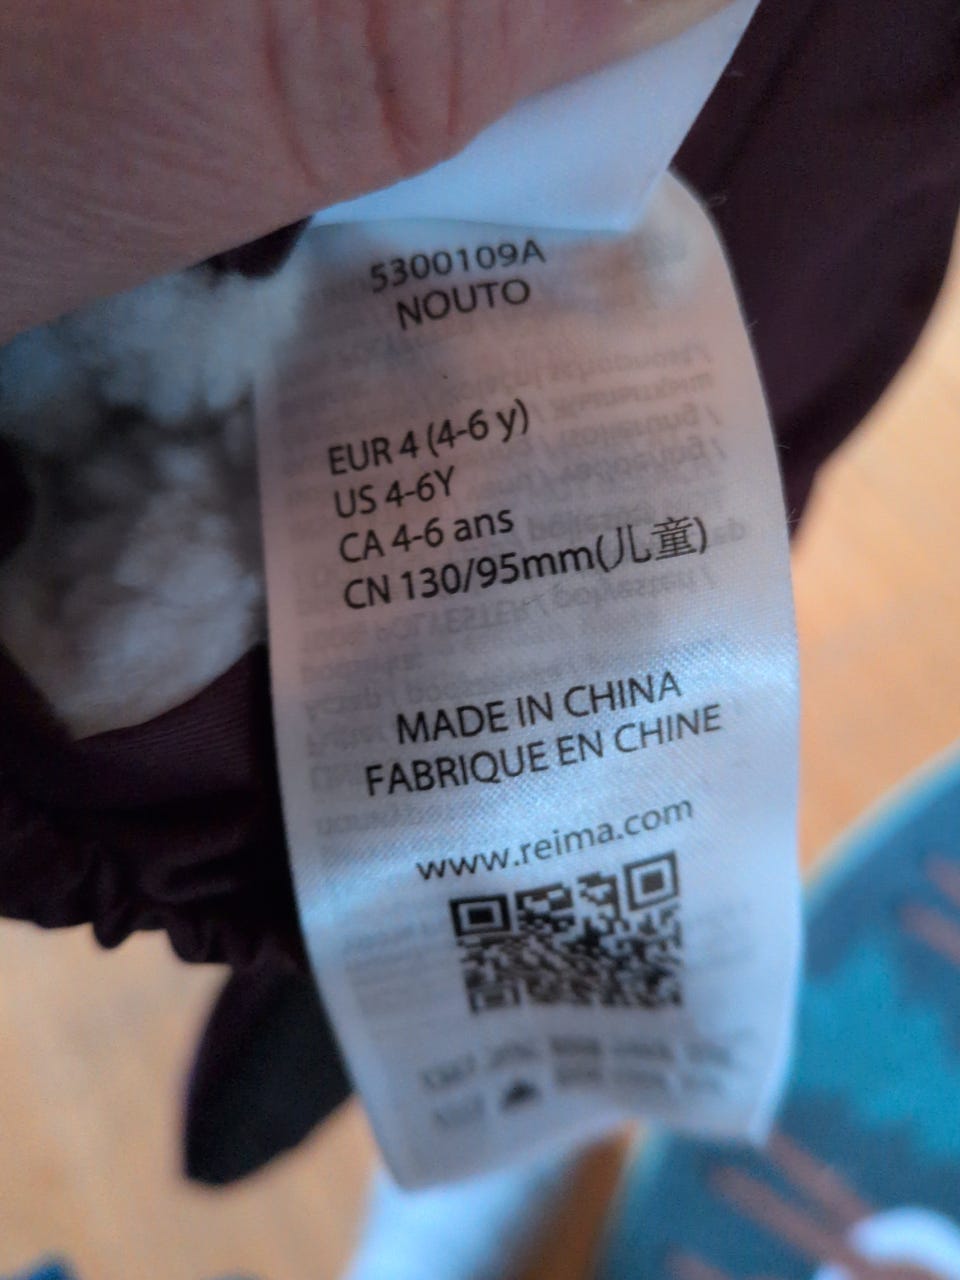 5300109A
NOUTO
EUR 4 (4-6 y)
US 4-6Y
CA 4-6 ans
CN 130/95mm(儿童)
MADE IN CHINA
FABRIQUE EN CHINE
www.reima.com